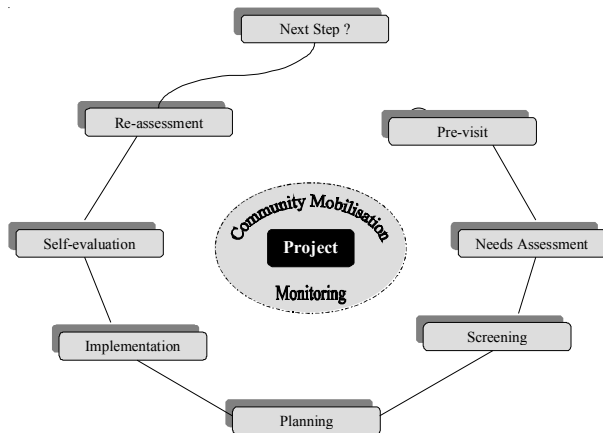 Next Step ?
Re-assessment
Pre-visit
Community Mobilisation
Self-evaluation
Project
Needs Assessment
Monitoring
Implementation
Screening
Planning